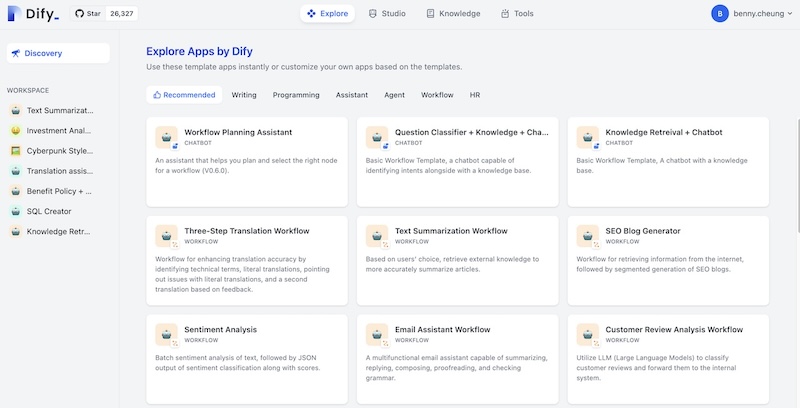 Dify_
Star 26,327
Explore
Studio
Knowledge
Tools
B
benny.cheung
Discovery
WORKSPACE
Text Summarizat...
Investment Anal...
Cyberpunk Style...
Translation assis...
Benefit Policy + ...
SQL Creator
Knowledge Retr...
Explore Apps by Dify
Use these template apps instantly or customize your own apps based on the templates.
Recommended
Writing
Programming
Assistant
Agent
Workflow
HR
Workflow Planning Assistant
CHATBOT
An assistant that helps you plan and select the right node
for a workflow (V0.6.0).
Question Classifier + Knowledge + Cha...
CHATBOT
Basic Workflow Template, a chatbot capable of
identifying intents alongside with a knowledge base.
Knowledge Retreival + Chatbot
CHATBOT
Basic Workflow Template, A chatbot with a knowledge
base.
Three-Step Translation Workflow
WORKFLOW
Workflow for enhancing translation accuracy by
identifying technical terms, literal translations, pointing
out issues with literal translations, and a second
translation based on feedback.
Text Summarization Workflow
WORKFLOW
Based on users' choice, retrieve external knowledge to
more accurately summarize articles.
SEO Blog Generator
WORKFLOW
Workflow for retrieving information from the internet,
followed by segmented generation of SEO blogs.
Sentiment Analysis
WORKFLOW
Batch sentiment analysis of text, followed by JSON
output of sentiment classification along with scores.
Email Assistant Workflow
WORKFLOW
A multifunctional email assistant capable of summarizing,
replying, composing, proofreading, and checking
grammar.
Customer Review Analysis Workflow
WORKFLOW
Utilize LLM (Large Language Models) to classify
customer reviews and forward them to the internal
system.